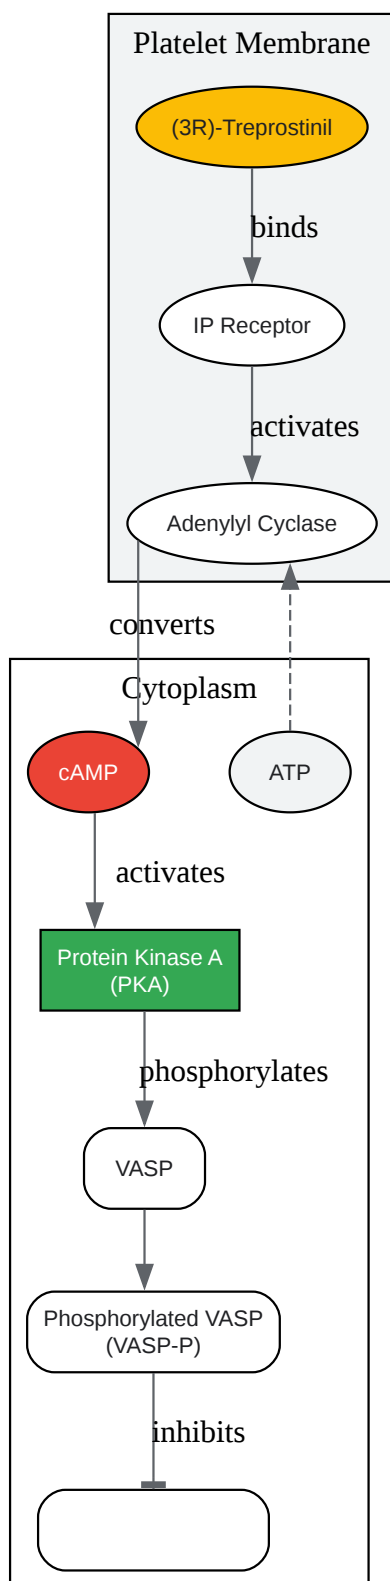 Platelet Membrane
(3R)-Treprostinil
binds
IP Receptor
activates
Adenylyl Cyclase
converts
Cytoplasm
cAMP
ATP
activates
Protein Kinase A
(PKA)
phosphorylates
VASP
Phosphorylated VASP
(VASP-P)
inhibits